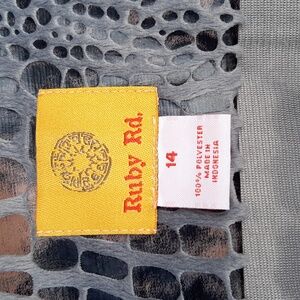 Ruby Rd.
14
100% POLYESTER
MADE IN
INDONESIA